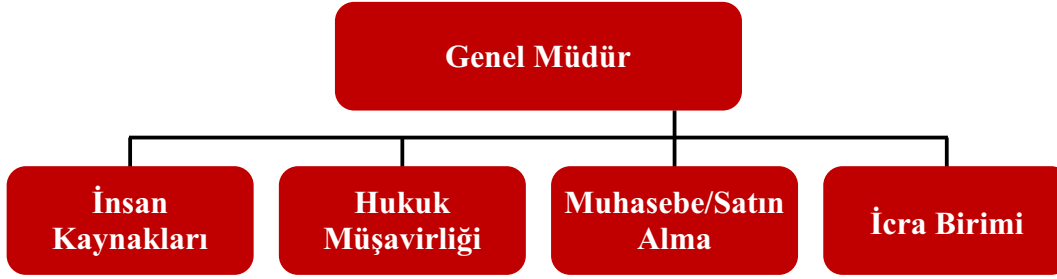 Genel Müdür
İnsan
Kaynakları
Hukuk
Müşavirliği
Muhasebe/Satın
Alma
İcra Birimi